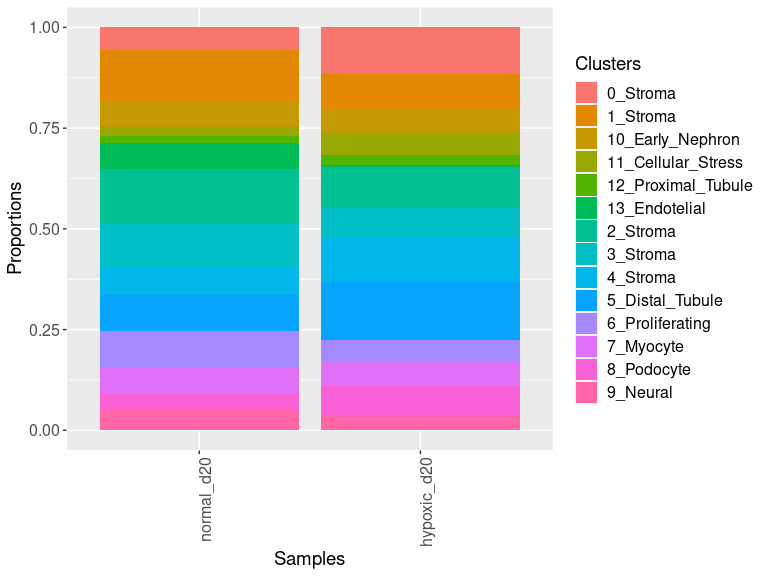 1.00
0.75
0.50
0.25
0.00
Proportions
normal_d20
hypoxic_d20
Samples
Clusters
0_Stroma
1_Stroma
10_Early_Nephron
11_Cellular_Stress
12_Proximal_Tubule
13_Endotelial
2_Stroma
3_Stroma
4_Stroma
5_Distal_Tubule
6_Proliferating
7_Myocyte
8_Podocyte
9_Neural